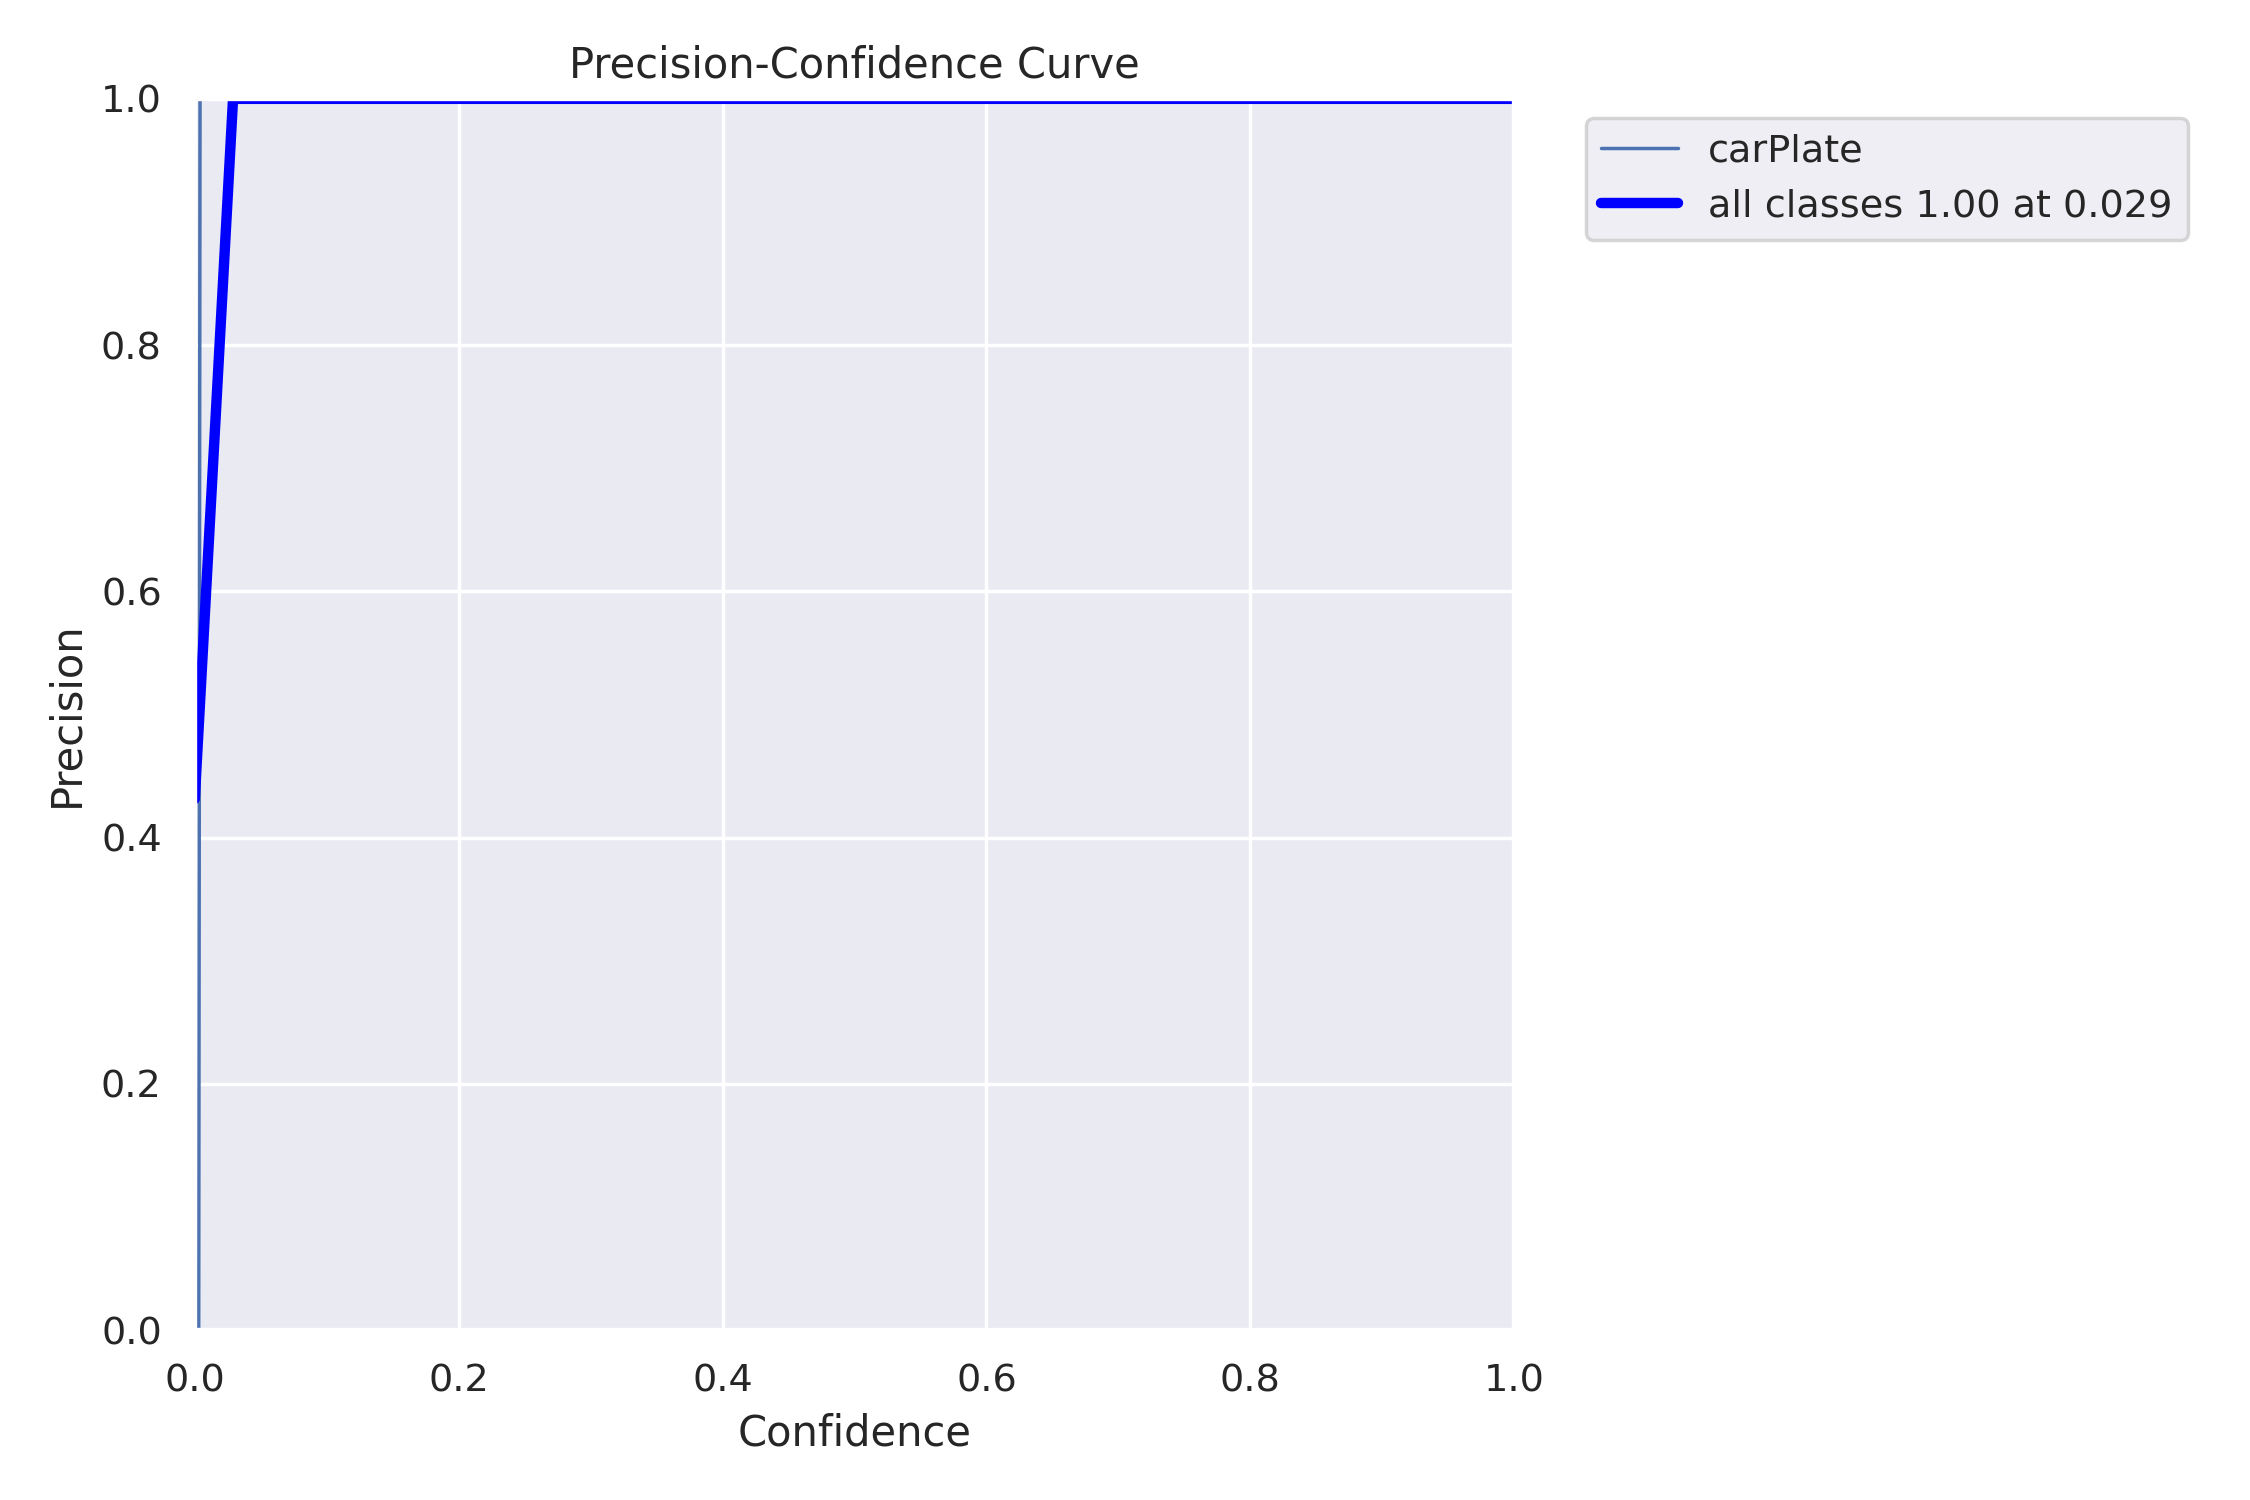 Precision-Confidence Curve
1.0
0.8
0.6
0.4
0.2
0.0
Precision
0.0 0.2 0.4 0.6 0.8 1.0
Confidence
carPlate
all classes 1.00 at 0.029